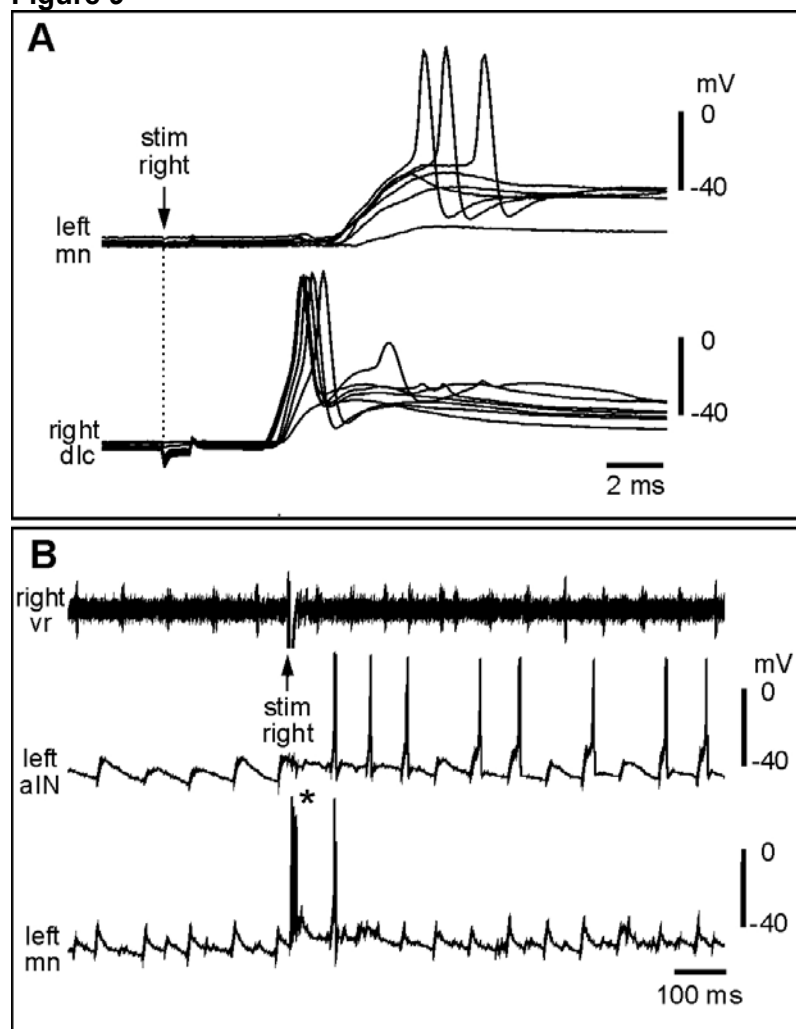 A
stim
right
mV
0
-40
left
mn
0
-40
right
dlc
2 ms
B
right
vr
stim
right
mV
0
-40
left
aIN
*
0
-40
left
mn
100 ms